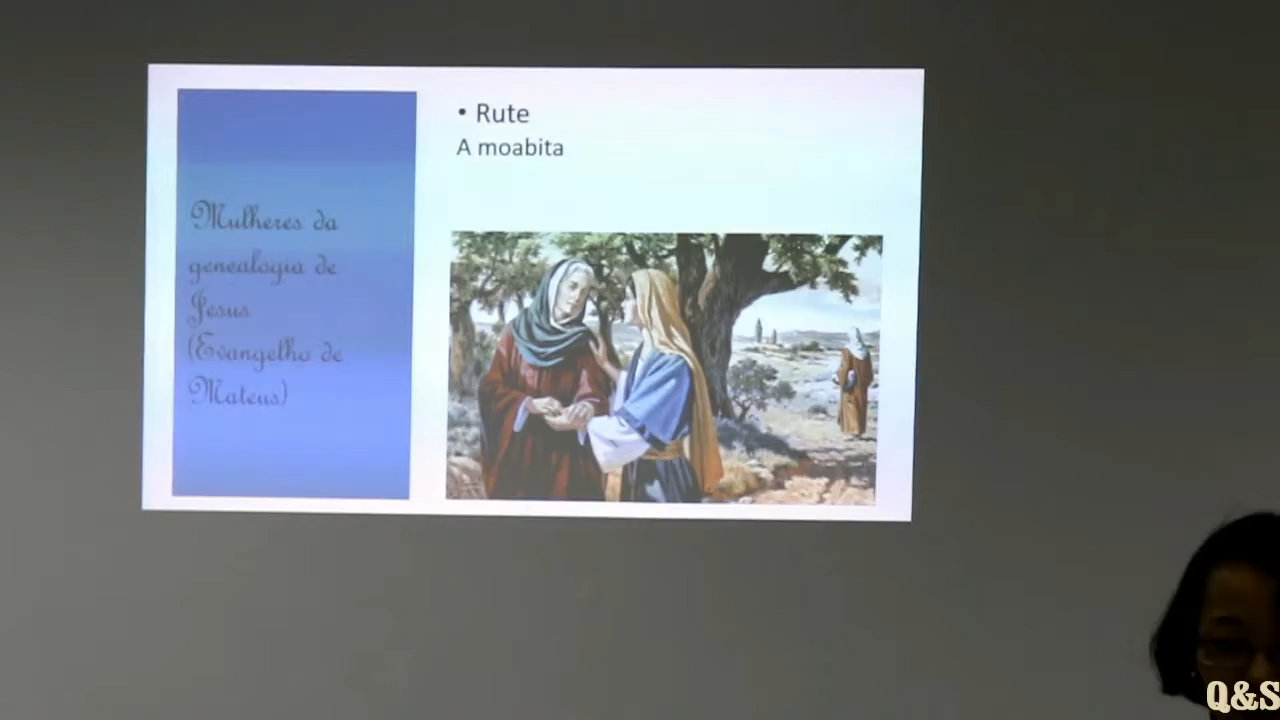 Mulheres da
genealogia de
Jesus
(Evangelho de
Mateus)
• Rute
A moabita
Q&S